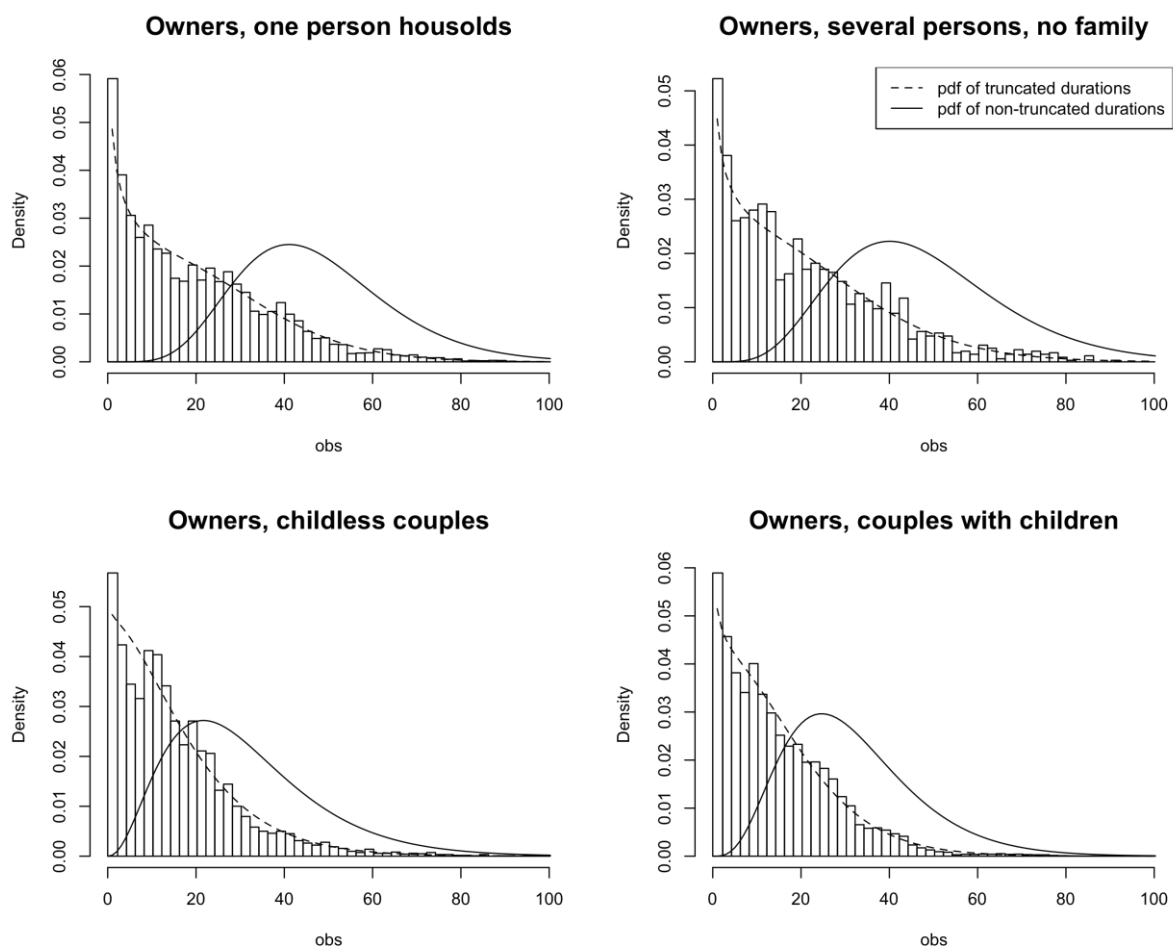 Owners, one person housolds
Density
0.00 0.01 0.02 0.03 0.04 0.05 0.06
0 20 40 60 80 100
obs
Owners, several persons, no family
pdf of truncated durations
pdf of non-truncated durations
Density
0.00 0.01 0.02 0.03 0.04 0.05
0 20 40 60 80 100
obs
Owners, childless couples
Density
0.00 0.01 0.02 0.03 0.04 0.05
0 20 40 60 80 100
obs
Owners, couples with children
Density
0.00 0.01 0.02 0.03 0.04 0.05 0.06
0 20 40 60 80 100
obs